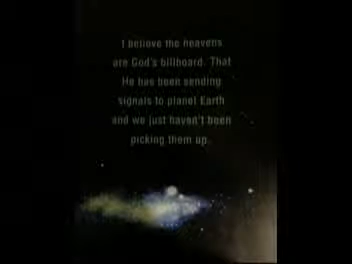 I believe the heavens
are God's billboard. That
He has been sending
signals to planet Earth
and we just haven't been
picking them up.